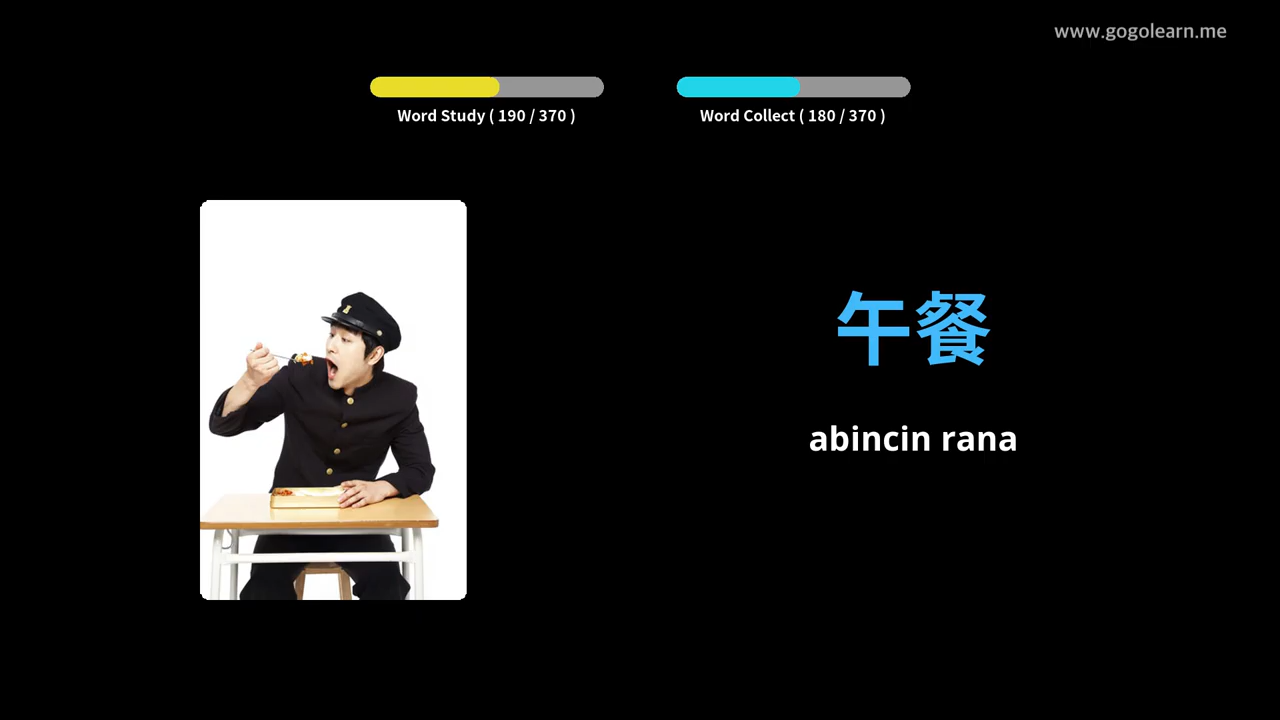 www.gogolearn.me
Word Study ( 190 / 370 )
Word Collect ( 180 / 370 )
午餐
abincin rana